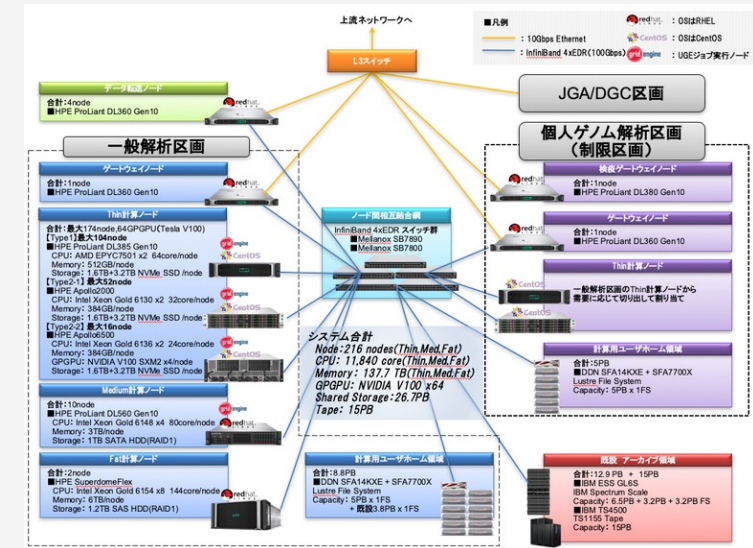 上流ネットワークへ
■凡例
: 10Gbps Ethernet
: InfiniBand 4xEDR(100Gbps)
redhat : OSはRHEL
CentOS : OSはCentOS
grid engine : UGEジョブ実行ノード
L3スイッチ
データ転送ノード
合計:4node
■HPE ProLiant DL360 Gen10
redhat
JGA/DGC区画
一般解析区画
個人ゲノム解析区画
(制限区画)
ゲートウェイノード
合計:1node
■HPE ProLiant DL360 Gen10
redhat
Thin計算ノード
合計:最大174node,64GPGPU(Tesla V100)
【Type1】最大104node
■HPE ProLiant DL385 Gen10
CPU: AMD EPYC7501 x2 64core/node
Memory: 512GB/node
Storage: 1.6TB+3.2TB NVMe SSD /node
【Type2-1】最大52node
■HPE Apollo2000
CPU: Intel Xeon Gold 6130 x2 32core/node
Memory: 384GB/node
Storage: 1.6TB+3.2TB NVMe SSD /node
【Type2-2】最大16node
■HPE Apollo6500
CPU: Intel Xeon Gold 6136 x2 24core/node
Memory: 384GB/node
GPGPU: NVIDIA V100 SXM2 x4/node
Storage: 1.6TB+3.2TB NVMe SSD /node
grid engine
CentOS
grid engine
CentOS
grid engine
CentOS
Medium計算ノード
合計:10node
■HPE ProLiant DL560 Gen10
CPU: Intel Xeon Gold 6148 x4 80core/node
Memory: 3TB/node
Storage: 1TB SATA HDD(RAID1)
grid engine
redhat
Fat計算ノード
合計:2node
■HPE SuperdomeFlex
CPU: Intel Xeon Gold 6154 x8 144core/node
Memory: 6TB/node
Storage: 1.2TB SAS HDD(RAID1)
redhat
ノード間相互結合網
InfiniBand 4xEDR スイッチ群
■Mellanox SB7890
■Mellanox SB7800
システム合計
Node:216 nodes(Thin,Med,Fat)
CPU: 11,840 core(Thin,Med,Fat)
Memory: 137.7 TB(Thin,Med,Fat)
GPGPU: NVIDIA V100 x64
Shared Storage:26.7PB
Tape: 15PB
計算用ユーザホーム領域
合計:8.8PB
■DDN SFA14KXE + SFA7700X
Lustre File System
Capacity: 5PB x 1FS
+ 既設3.8PB x 1FS
検疫ゲートウェイノード
合計:1node
■HPE ProLiant DL380 Gen10
redhat
ゲートウェイノード
合計:1node
■HPE ProLiant DL360 Gen10
redhat
Thin計算ノード
一般解析区画のThin計算ノードから
需要に応じて切り出して割り当て
CentOS
CentOS
計算用ユーザホーム領域
合計:5PB
■DDN SFA14KXE + SFA7700X
Lustre File System
Capacity: 5PB x 1FS
既設 アーカイブ領域
合計:12.9 PB + 15PB
■IBM ESS GL6S
IBM Spectrum Scale
Capacity: 6.5PB + 3.2PB + 3.2PB FS
■IBM TS4500
TS1155 Tape
Capacity: 15PB